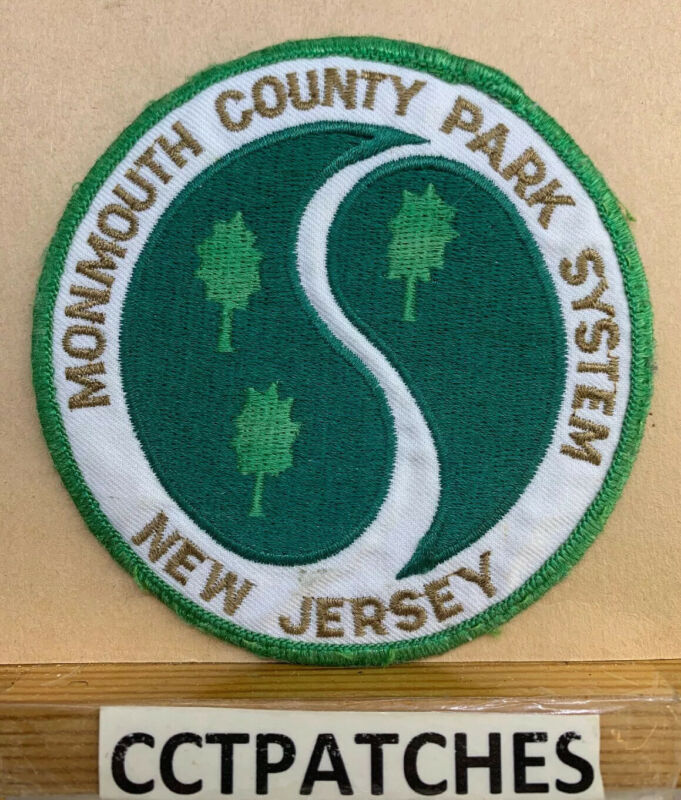 MONMOUTH COUNTY PARK SYSTEM
NEW JERSEY
CCTPATCHES